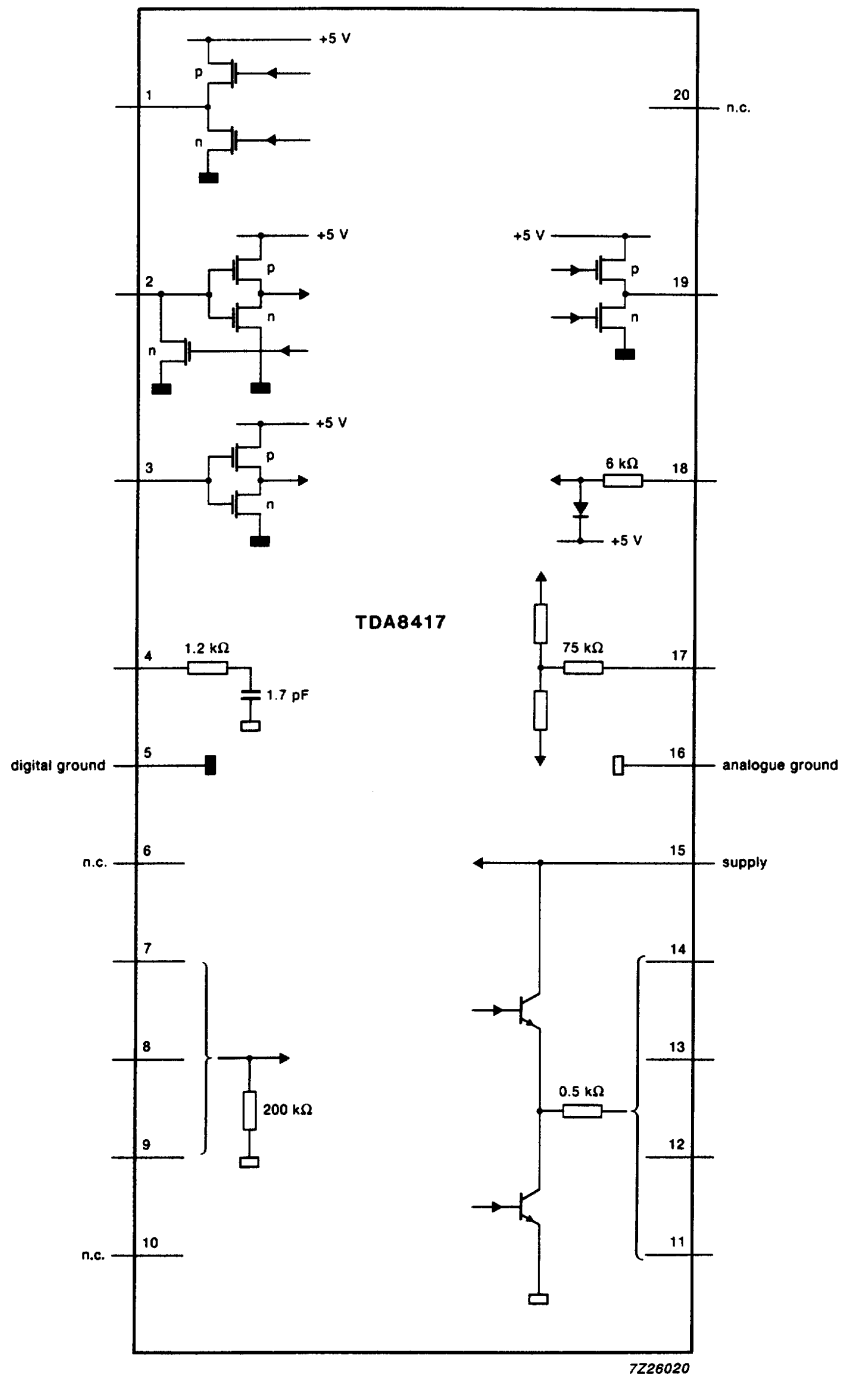 +5 V
p
1
n
20
n.c.
+5 V
2
p
n
n
+5 V
p
19
n
+5 V
3
p
n
6 kΩ
18
+5 V
TDA8417
4
1.2 kΩ
1.7 pF
75 kΩ
17
digital ground
5
16
analogue ground
n.c.
6
15
supply
7
14
8
13
200 kΩ
0.5 kΩ
9
12
n.c.
10
11
7Z26020